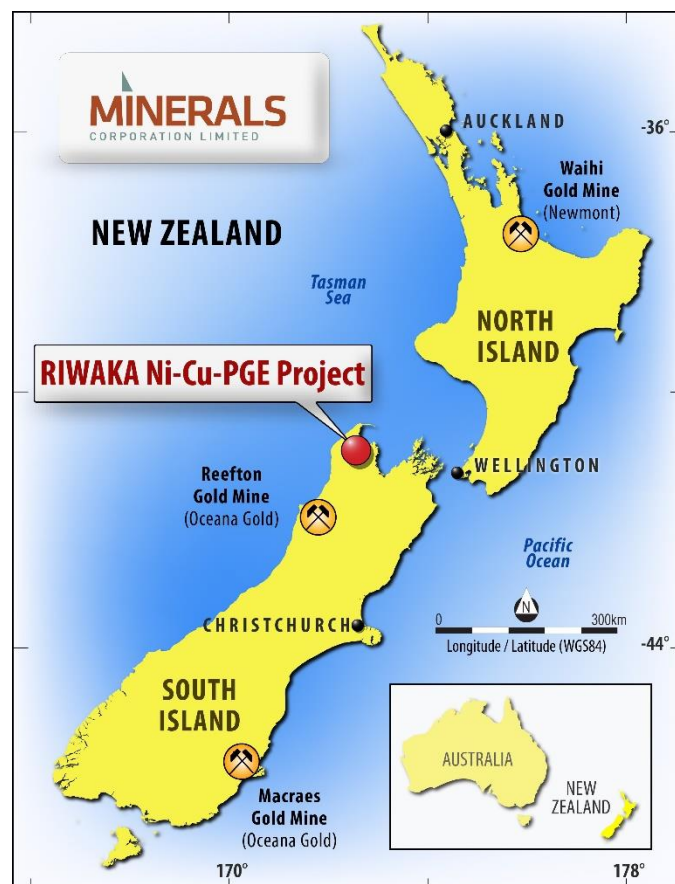 MINERALS
CORPORATION LIMITED
AUCKLAND
-36°
Waihi
Gold Mine
(Newmont)
NEW ZEALAND
Tasman
Sea
NORTH
ISLAND
RIWAKA Ni-Cu-PGE Project
WELLINGTON
Reefton
Gold Mine
(Oceana Gold)
Pacific
Ocean
N
0
300km
Longitude / Latitude (WGS84)
CHRISTCHURCH
-44°
SOUTH
ISLAND
AUSTRALIA
NEW
ZEALAND
Macraes
Gold Mine
(Oceana Gold)
170°
178°